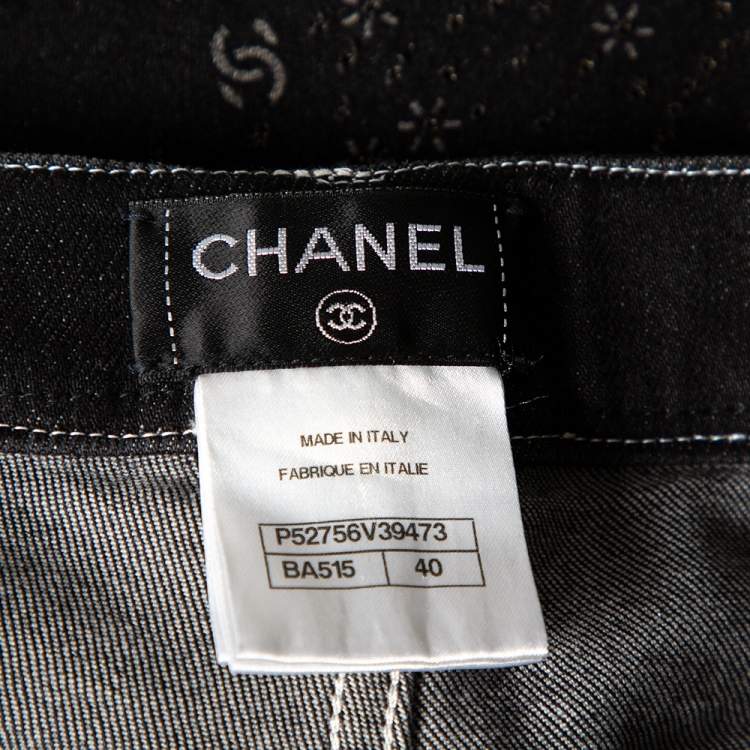 CHANEL
MADE IN ITALY
FABRIQUE EN ITALIE
P52756V39473
BA515 40